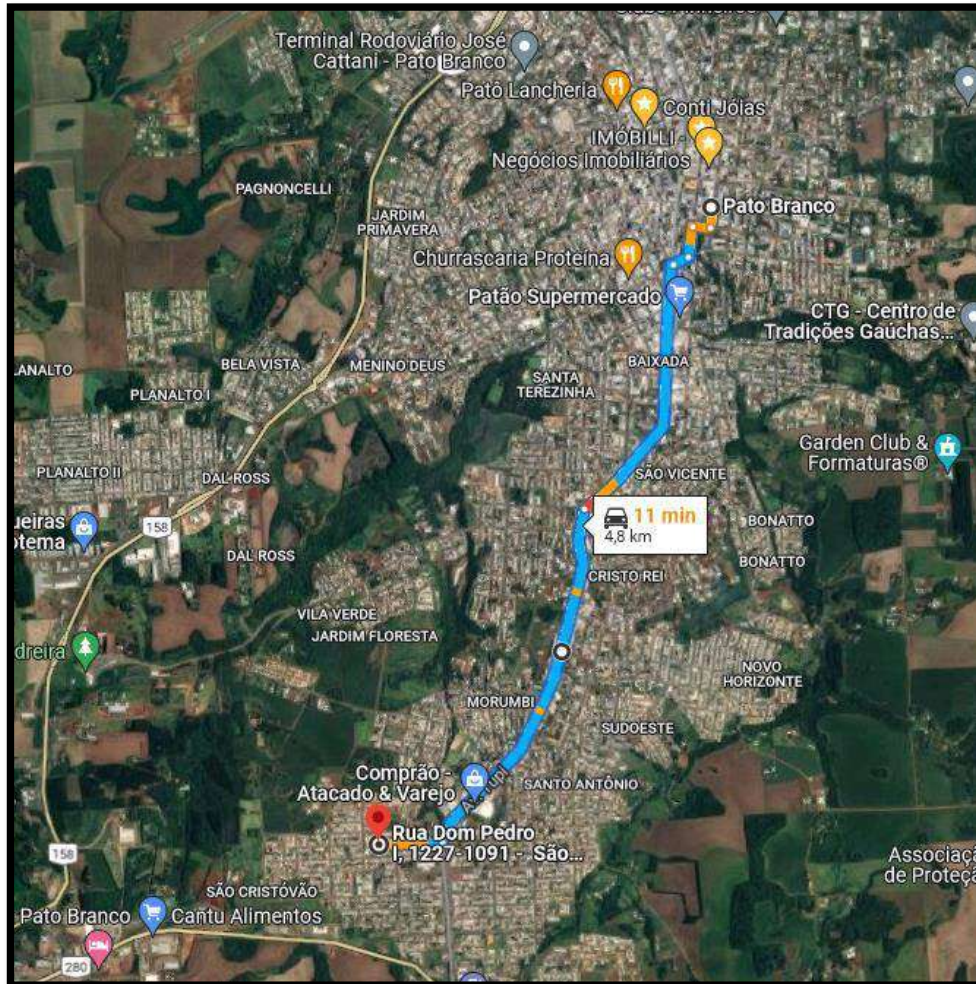 Terminal Rodoviário José
Cattani - Pato Branco
Patô Lancheria
Conti Jóias
IMÓBILLI -
Negócios Imobiliários
PAGNONCELLI
JARDIM
PRIMAVERA
Pato Branco
Churrascaria Proteína
Patão Supermercado
CTG - Centro de
Tradições Gaúchas...
LANALTO
BELA VISTA
MENINO DEUS
BAIXADA
PLANALTO I
SANTA
TEREZINHA
Garden Club &
Formaturas®
PLANALTO II
DAL ROSS
SÃO VICENTE
ueiras
otema
158
11 min
4,8 km
BONATTO
DAL ROSS
BONATTO
CRISTO REI
VILA VERDE
JARDIM FLORESTA
dreira
NOVO
HORIZONTE
MORUMBI
SUDOESTE
Comprão -
Atacado & Varejo
SANTO ANTÔNIO
Rua Dom Pedro
I, 1227-1091 - São...
158
Associaçã
de Proteçã
SÃO CRISTÓVÃO
Pato Branco
Cantu Alimentos
280